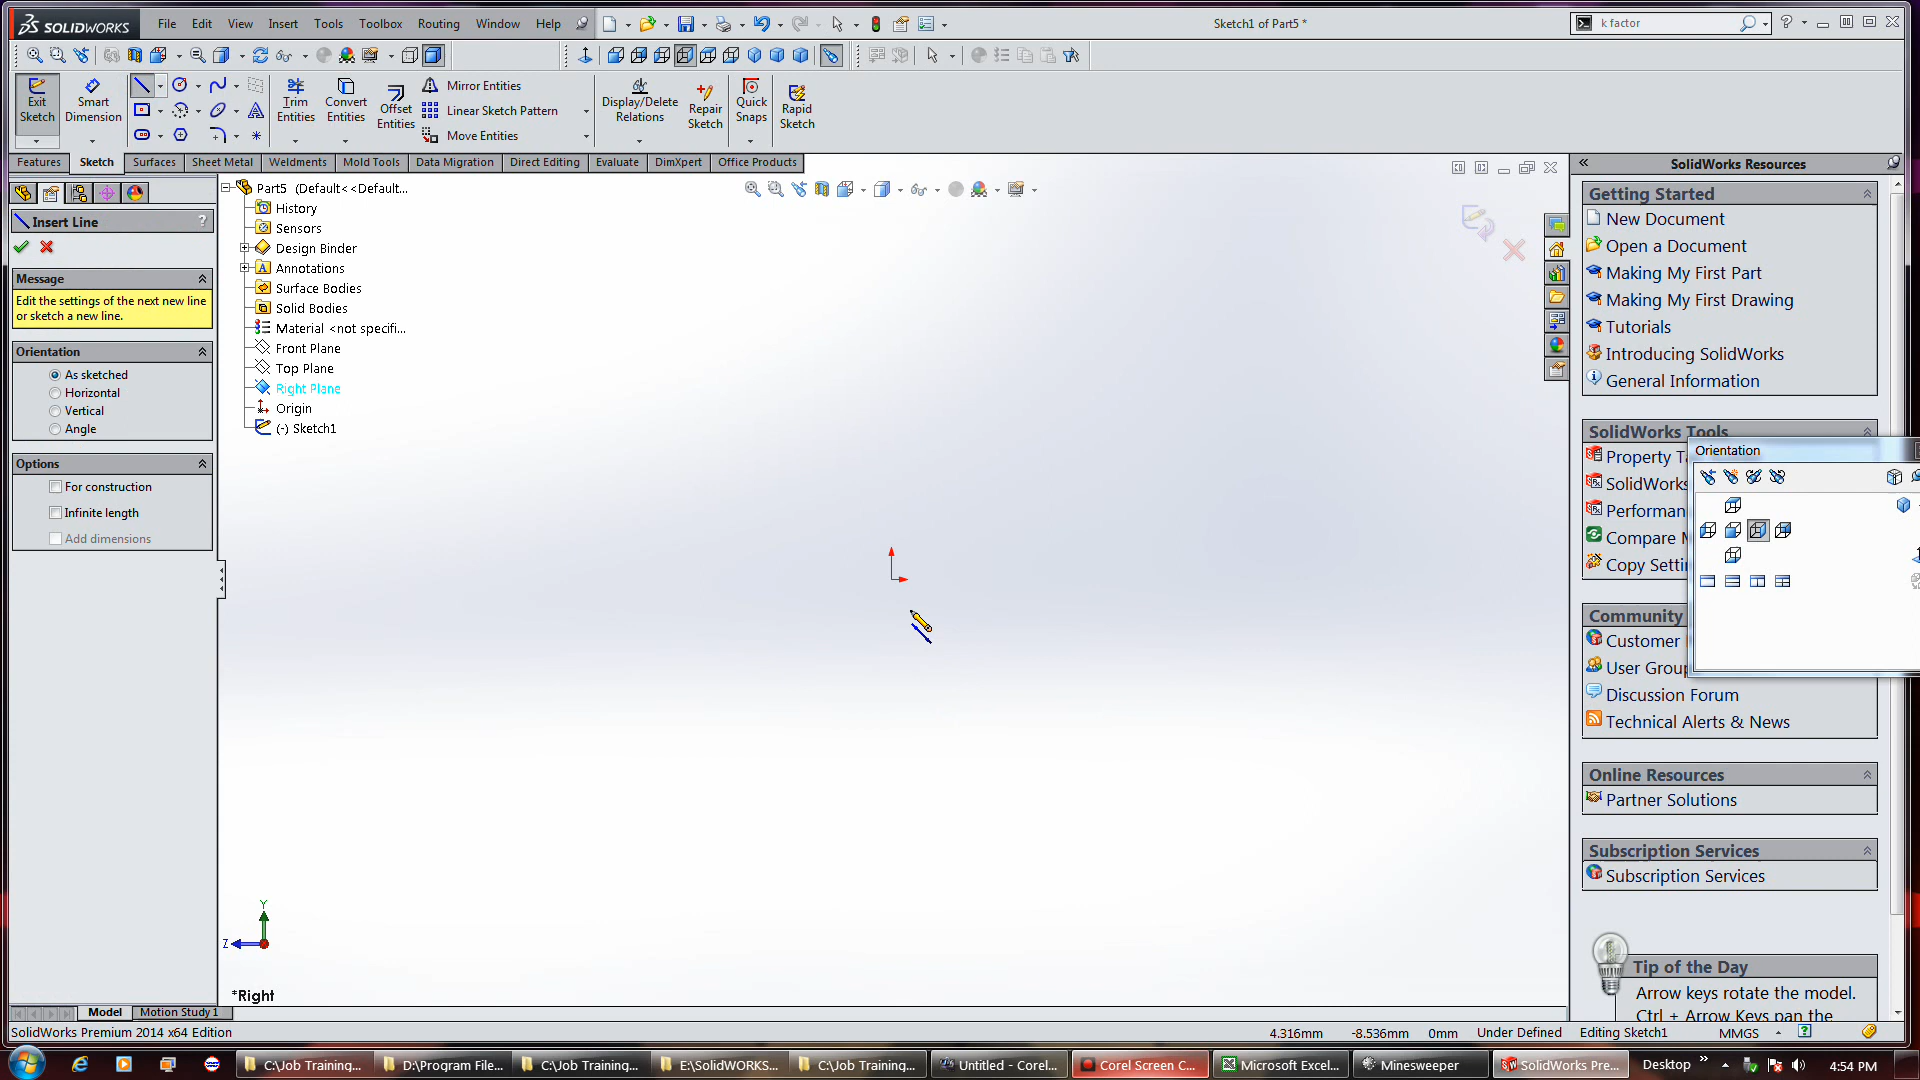 SOLIDWORKS
File Edit View Insert Tools Toolbox Routing Window Help
Sketch1 of Part5 *
k factor
Exit Sketch
Smart Dimension
Trim Entities
Convert Entities
Offset Entities
Mirror Entities
Linear Sketch Pattern
Move Entities
Display/Delete Relations
Repair Sketch
Quick Snaps
Rapid Sketch
Features Sketch Surfaces Sheet Metal Weldments Mold Tools Data Migration Direct Editing Evaluate DimXpert Office Products
Insert Line ?
Message
Edit the settings of the next new line
or sketch a new line.
Orientation
As sketched
Horizontal
Vertical
Angle
Options
For construction
Infinite length
Add dimensions
Part5 (Default<<Default...
History
Sensors
Design Binder
Annotations
Surface Bodies
Solid Bodies
Material <not specifi...
Front Plane
Top Plane
Right Plane
Origin
(-) Sketch1
Y
Z
*Right
SolidWorks Resources
Getting Started
New Document
Open a Document
Making My First Part
Making My First Drawing
Tutorials
Introducing SolidWorks
General Information
SolidWorks Tools
Property Ta
SolidWorks
Performan
Compare M
Copy Setti
Orientation
Community
Customer
User Group
Discussion Forum
Technical Alerts & News
Online Resources
Partner Solutions
Subscription Services
Subscription Services
Tip of the Day
Arrow keys rotate the model.
Ctrl + Arrow Keys pan the
Model Motion Study 1
SolidWorks Premium 2014 x64 Edition
4.316mm -8.536mm 0mm Under Defined Editing Sketch1 MMGS
C:\Job Training... D:\Program File... C:\Job Training... E:\SolidWORKS... C:\Job Training... Untitled - Corel... Corel Screen C... Microsoft Excel... Minesweeper SolidWorks Pre... Desktop 4:54 PM